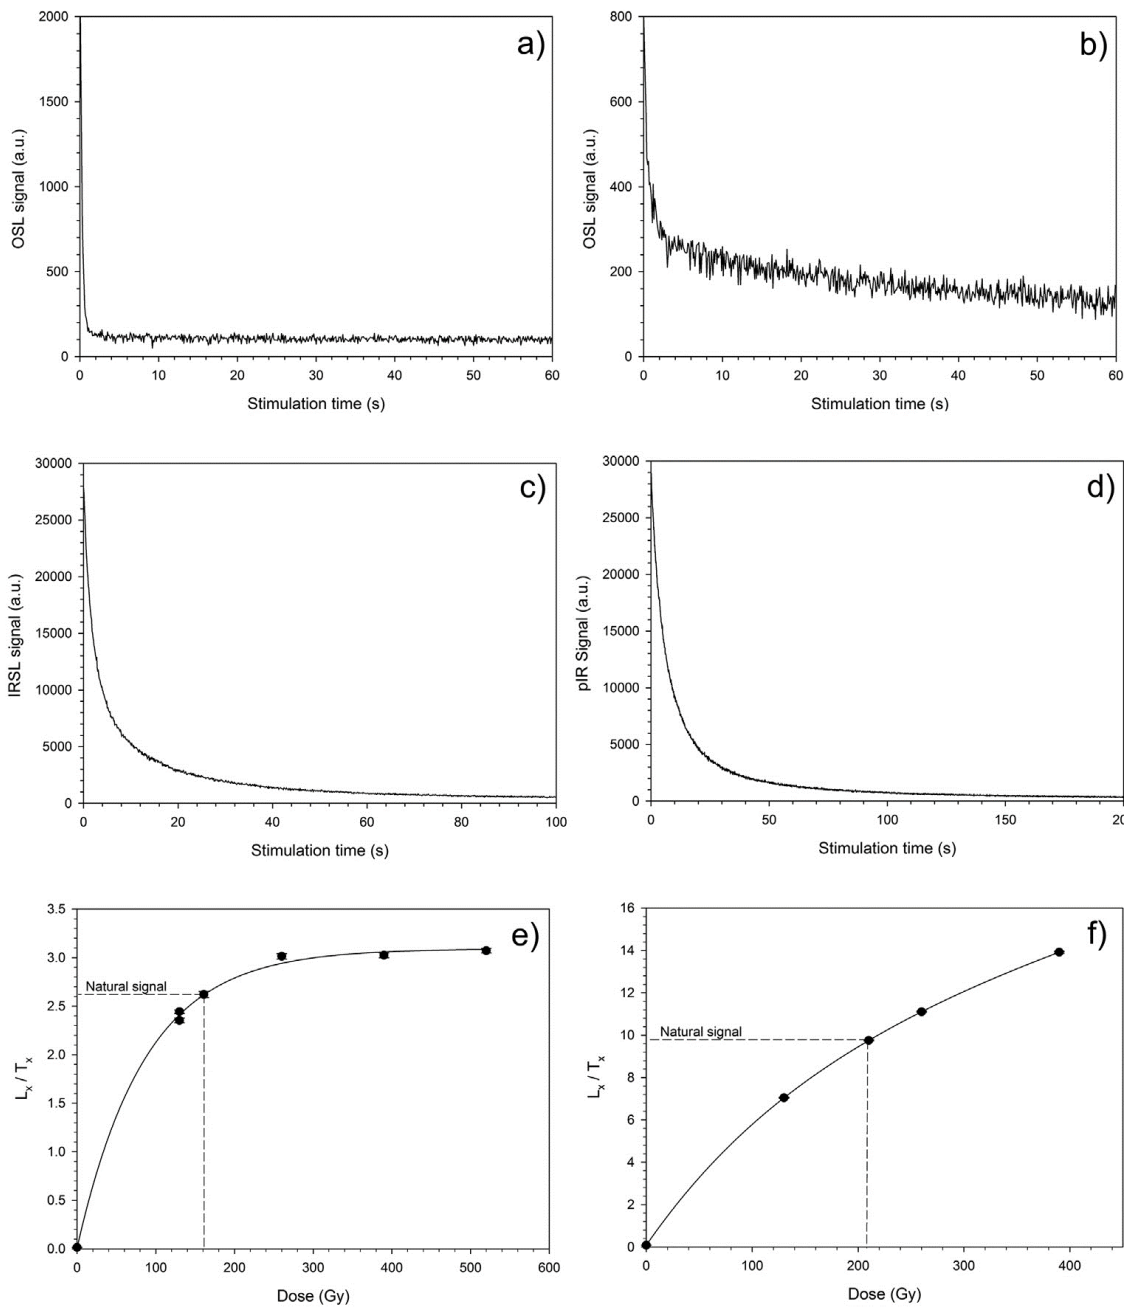 a)
OSL signal (a.u.)
2000
1500
1000
500
0
0 10 20 30 40 50 60
Stimulation time (s)
b)
OSL signal (a.u.)
800
600
400
200
0
0 10 20 30 40 50 60
Stimulation time (s)
c)
IRSL signal (a.u.)
30000
25000
20000
15000
10000
5000
0
0 20 40 60 80 100
Stimulation time (s)
d)
pIR Signal (a.u.)
30000
25000
20000
15000
10000
5000
0
0 50 100 150 20
Stimulation time (s)
e)
Lx / Tx
3.5
3.0
2.5
2.0
1.5
1.0
0.5
0.0
Natural signal
0 100 200 300 400 500 600
Dose (Gy)
f)
Lx / Tx
16
14
12
10
8
6
4
2
0
Natural signal
0 100 200 300 400
Dose (Gy)